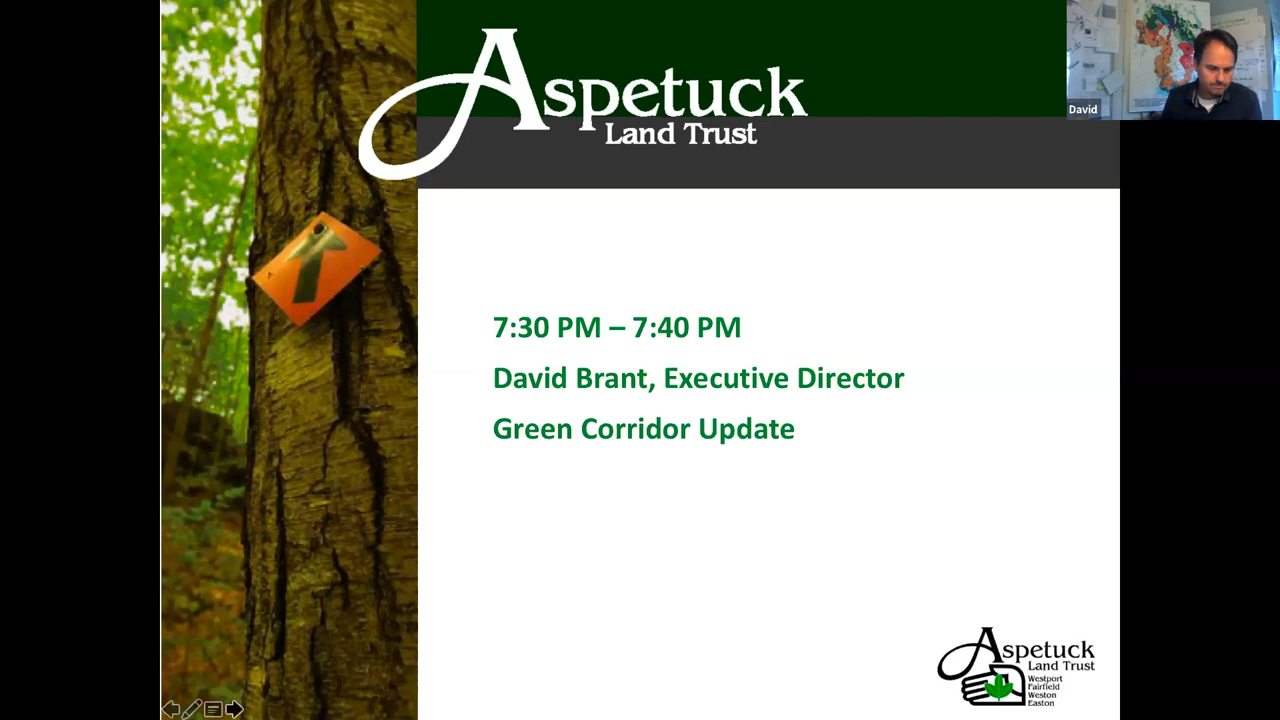 Aspetuck
Land Trust
David
7:30 PM – 7:40 PM
David Brant, Executive Director
Green Corridor Update
Aspetuck
Land Trust
Westport
Fairfield
Weston
Easton